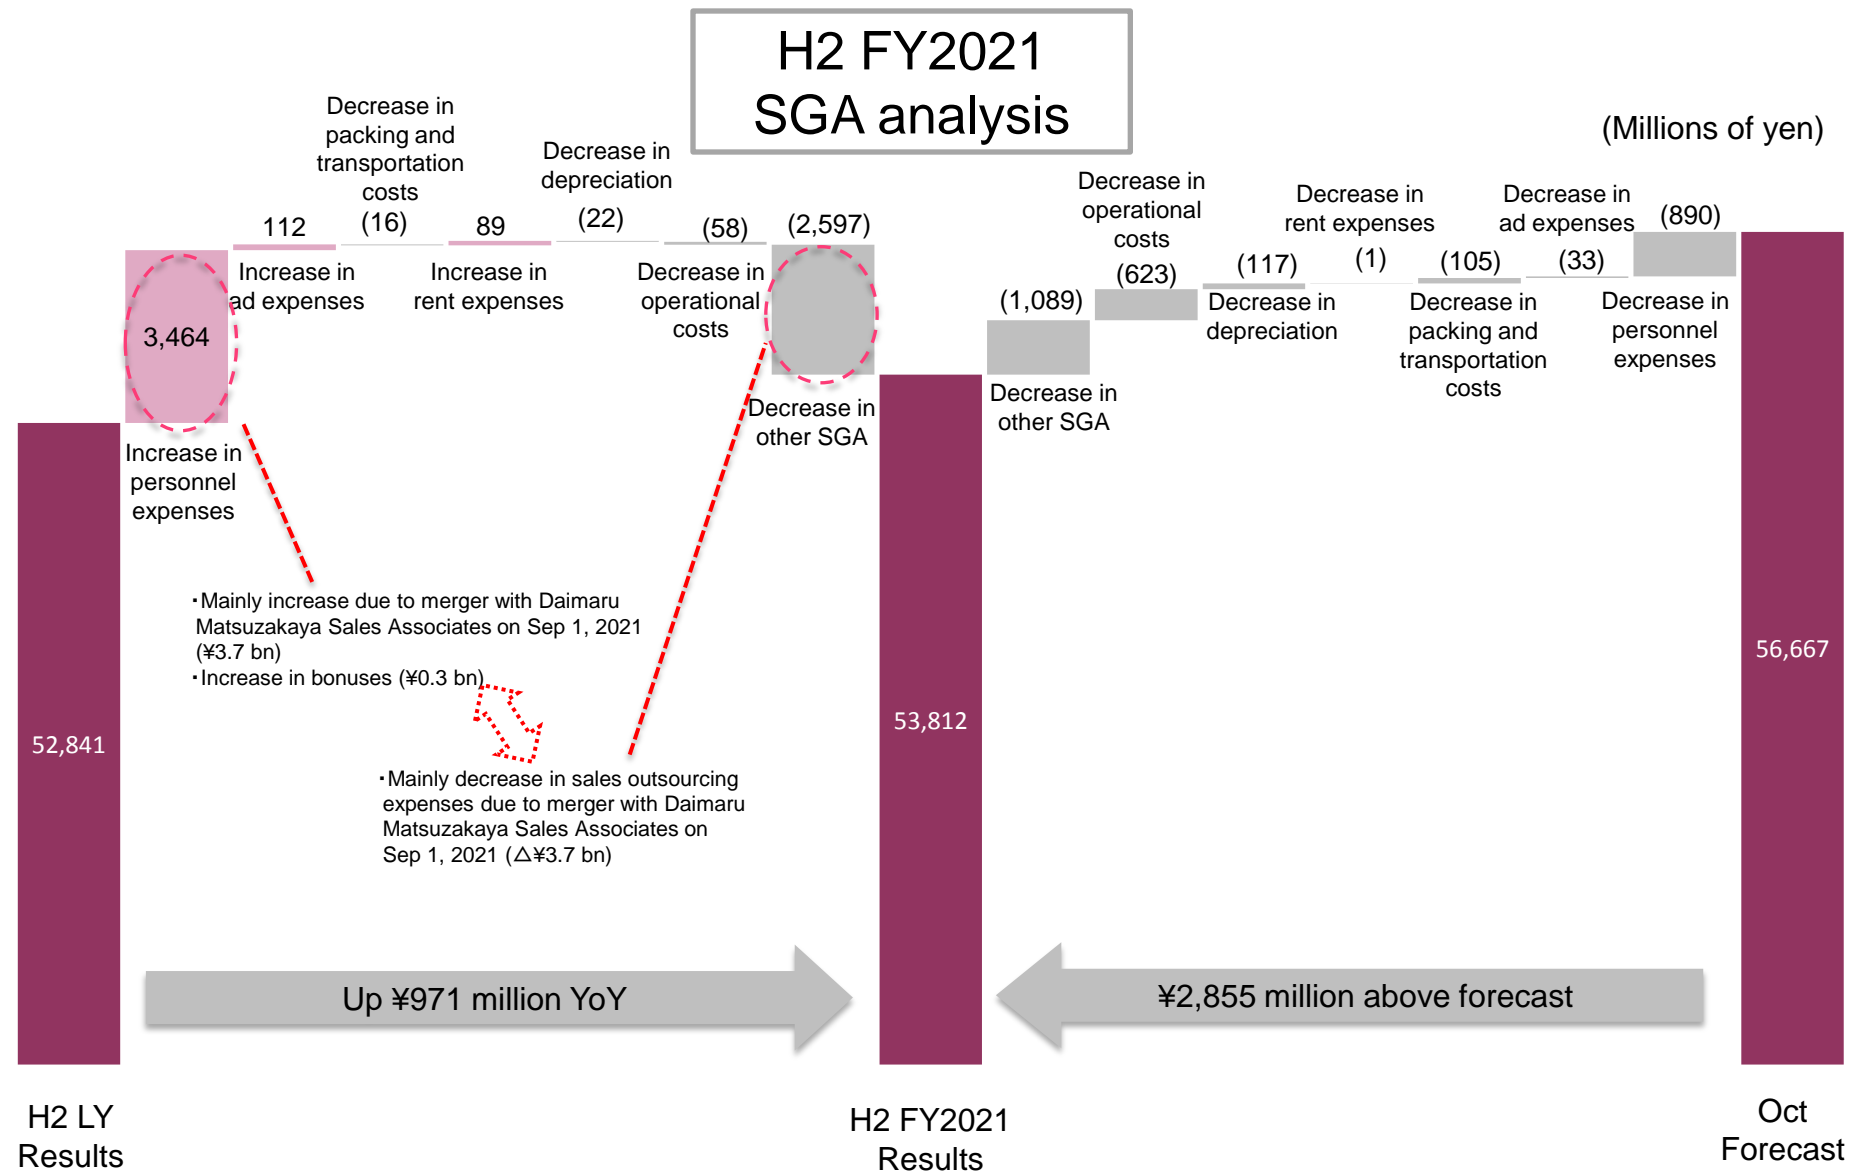 H2 FY2021
SGA analysis
(Millions of yen)
Decrease in
packing and
transportation
costs
(16)
Decrease in
depreciation
(22)
112
Increase in
ad expenses
89
Increase in
rent expenses
(58)
Decrease in
operational
costs
(2,597)
Decrease in
other SGA
3,464
Increase in
personnel
expenses
(1,089)
Decrease in
other SGA
Decrease in
operational
costs
(623)
(117)
Decrease in
depreciation
Decrease in
rent expenses
(1)
(105)
Decrease in
packing and
transportation
costs
Decrease in
ad expenses
(33)
(890)
Decrease in
personnel
expenses
・Mainly increase due to merger with Daimaru
Matsuzakaya Sales Associates on Sep 1, 2021
(¥3.7 bn)
・Increase in bonuses (¥0.3 bn)
・Mainly decrease in sales outsourcing
expenses due to merger with Daimaru
Matsuzakaya Sales Associates on
Sep 1, 2021 (△¥3.7 bn)
52,841
53,812
56,667
Up ¥971 million YoY
¥2,855 million above forecast
H2 LY
Results
H2 FY2021
Results
Oct
Forecast